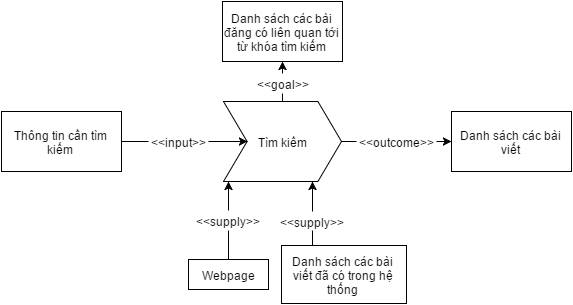 Danh sách các bài
đăng có liên quan tới
từ khóa tìm kiếm
<<goal>>
Thông tin cần tìm
kiếm
<<input>>
Tìm kiếm
<<outcome>>
Danh sách các bài
viết
<<supply>>
<<supply>>
Webpage
Danh sách các bài
viết đã có trong hệ
thống